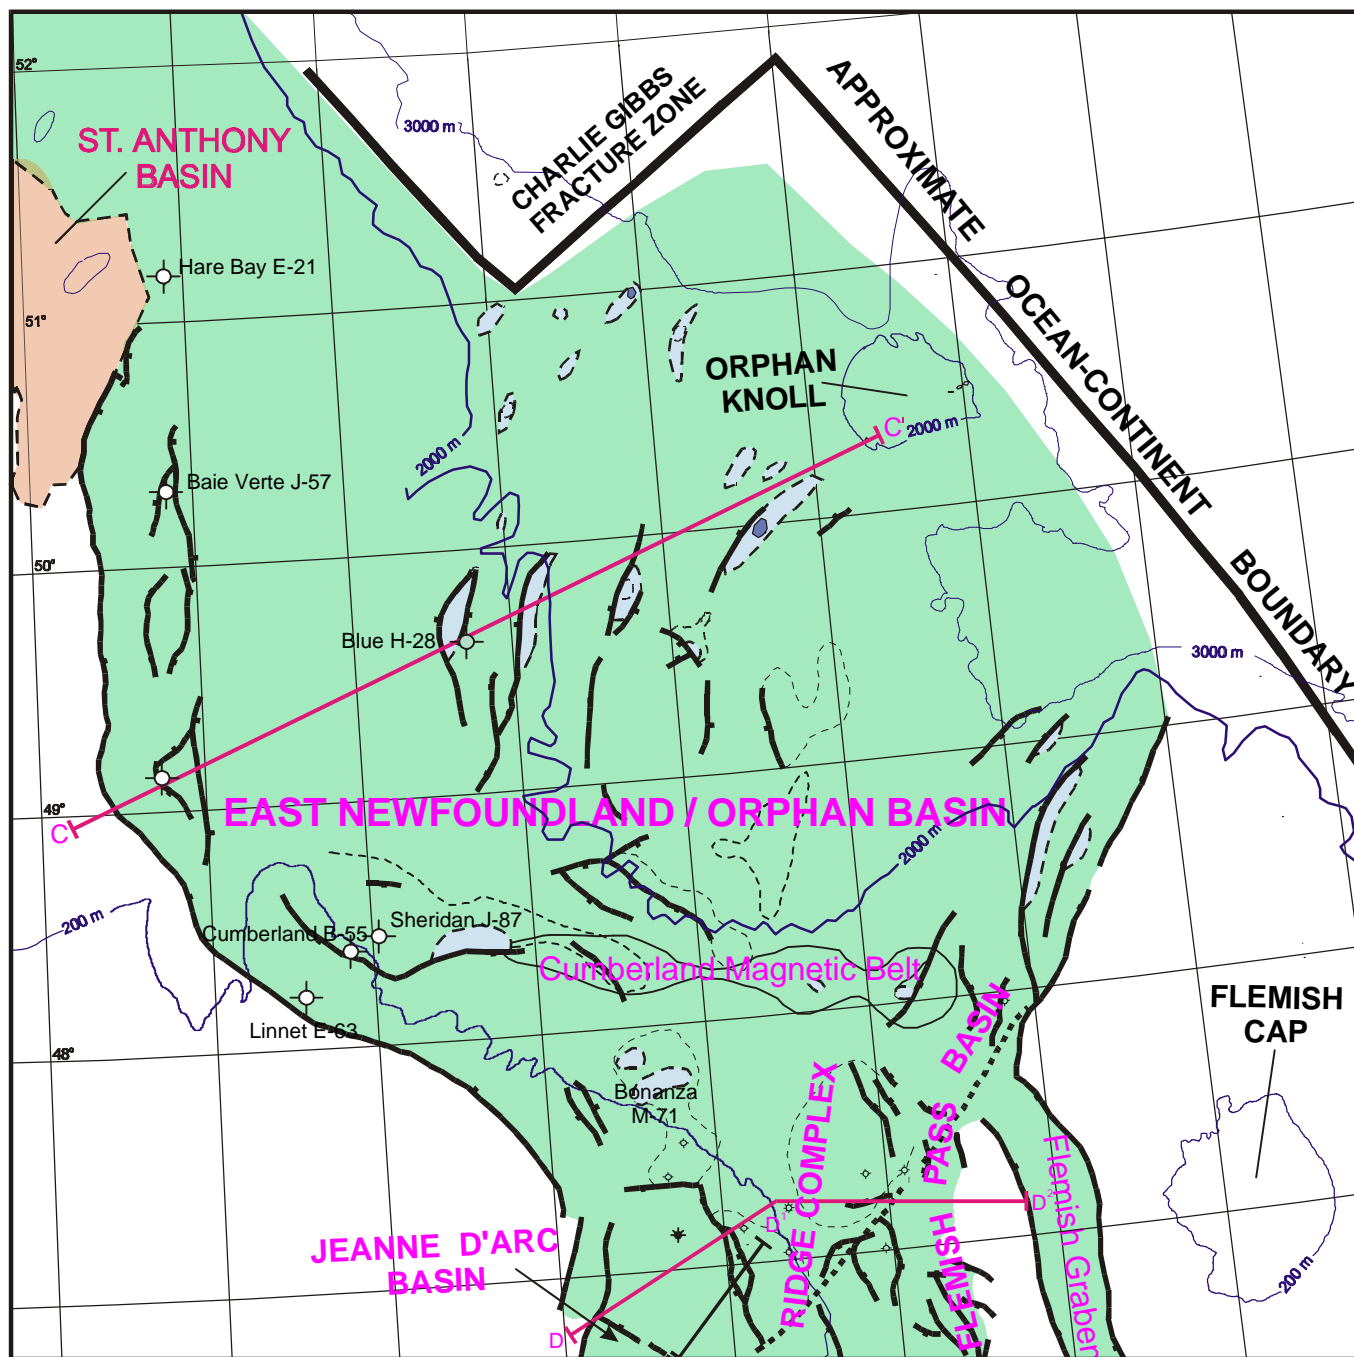 52°
ST. ANTHONY
BASIN
3000 m
CHARLIE GIBBS
FRACTURE ZONE
APPROXIMATE
OCEAN-CONTINENT
BOUNDARY
Hare Bay E-21
51°
ORPHAN
KNOLL
C'
2000 m
2000 m
Baie Verte J-57
50°
Blue H-28
3000 m
49°
C
EAST NEWFOUNDLAND / ORPHAN BASIN
2000 m
200 m
Sheridan J-87
Cumberland B-55
Cumberland Magnetic Belt
Linnet E-63
48°
FLEMISH
CAP
Bonanza
M-71
RIDGE COMPLEX
FLEMISH PASS BASIN
Flemish Graben
D'
D"
JEANNE D'ARC
BASIN
D
200 m